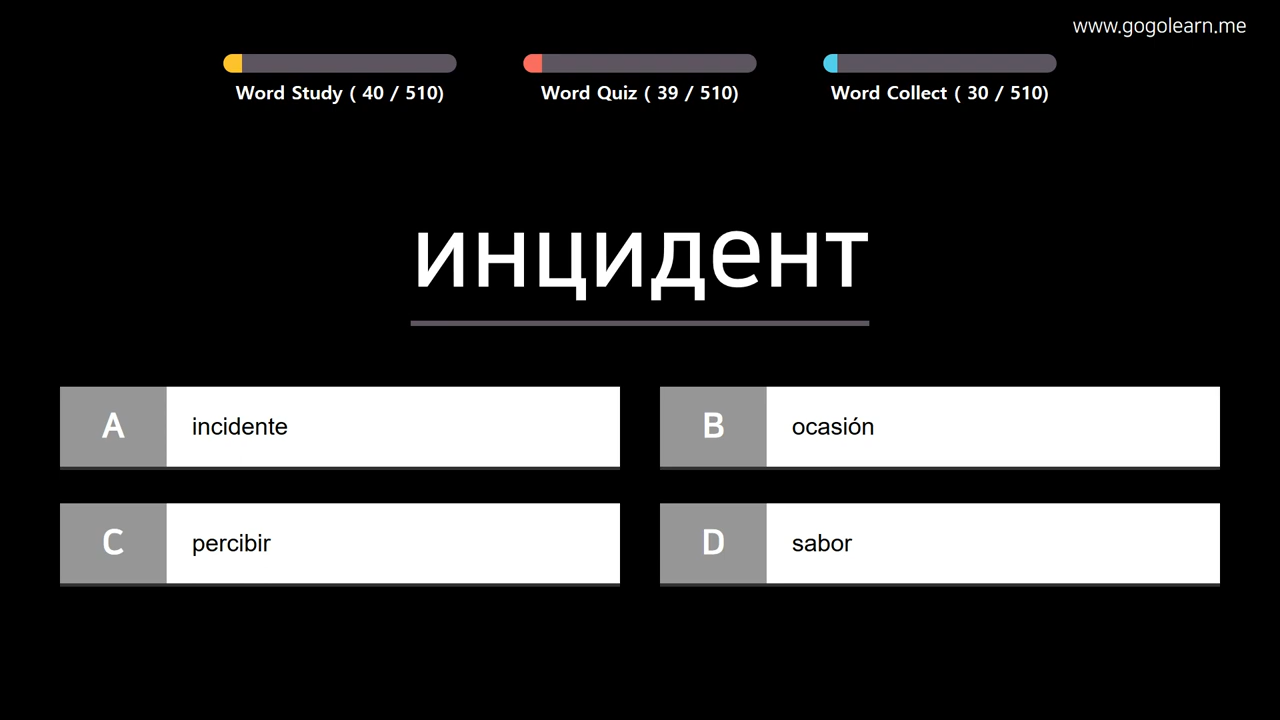 www.gogolearn.me
Word Study ( 40 / 510)
Word Quiz ( 39 / 510)
Word Collect ( 30 / 510)
инцидент
A incidente
B ocasión
C percibir
D sabor